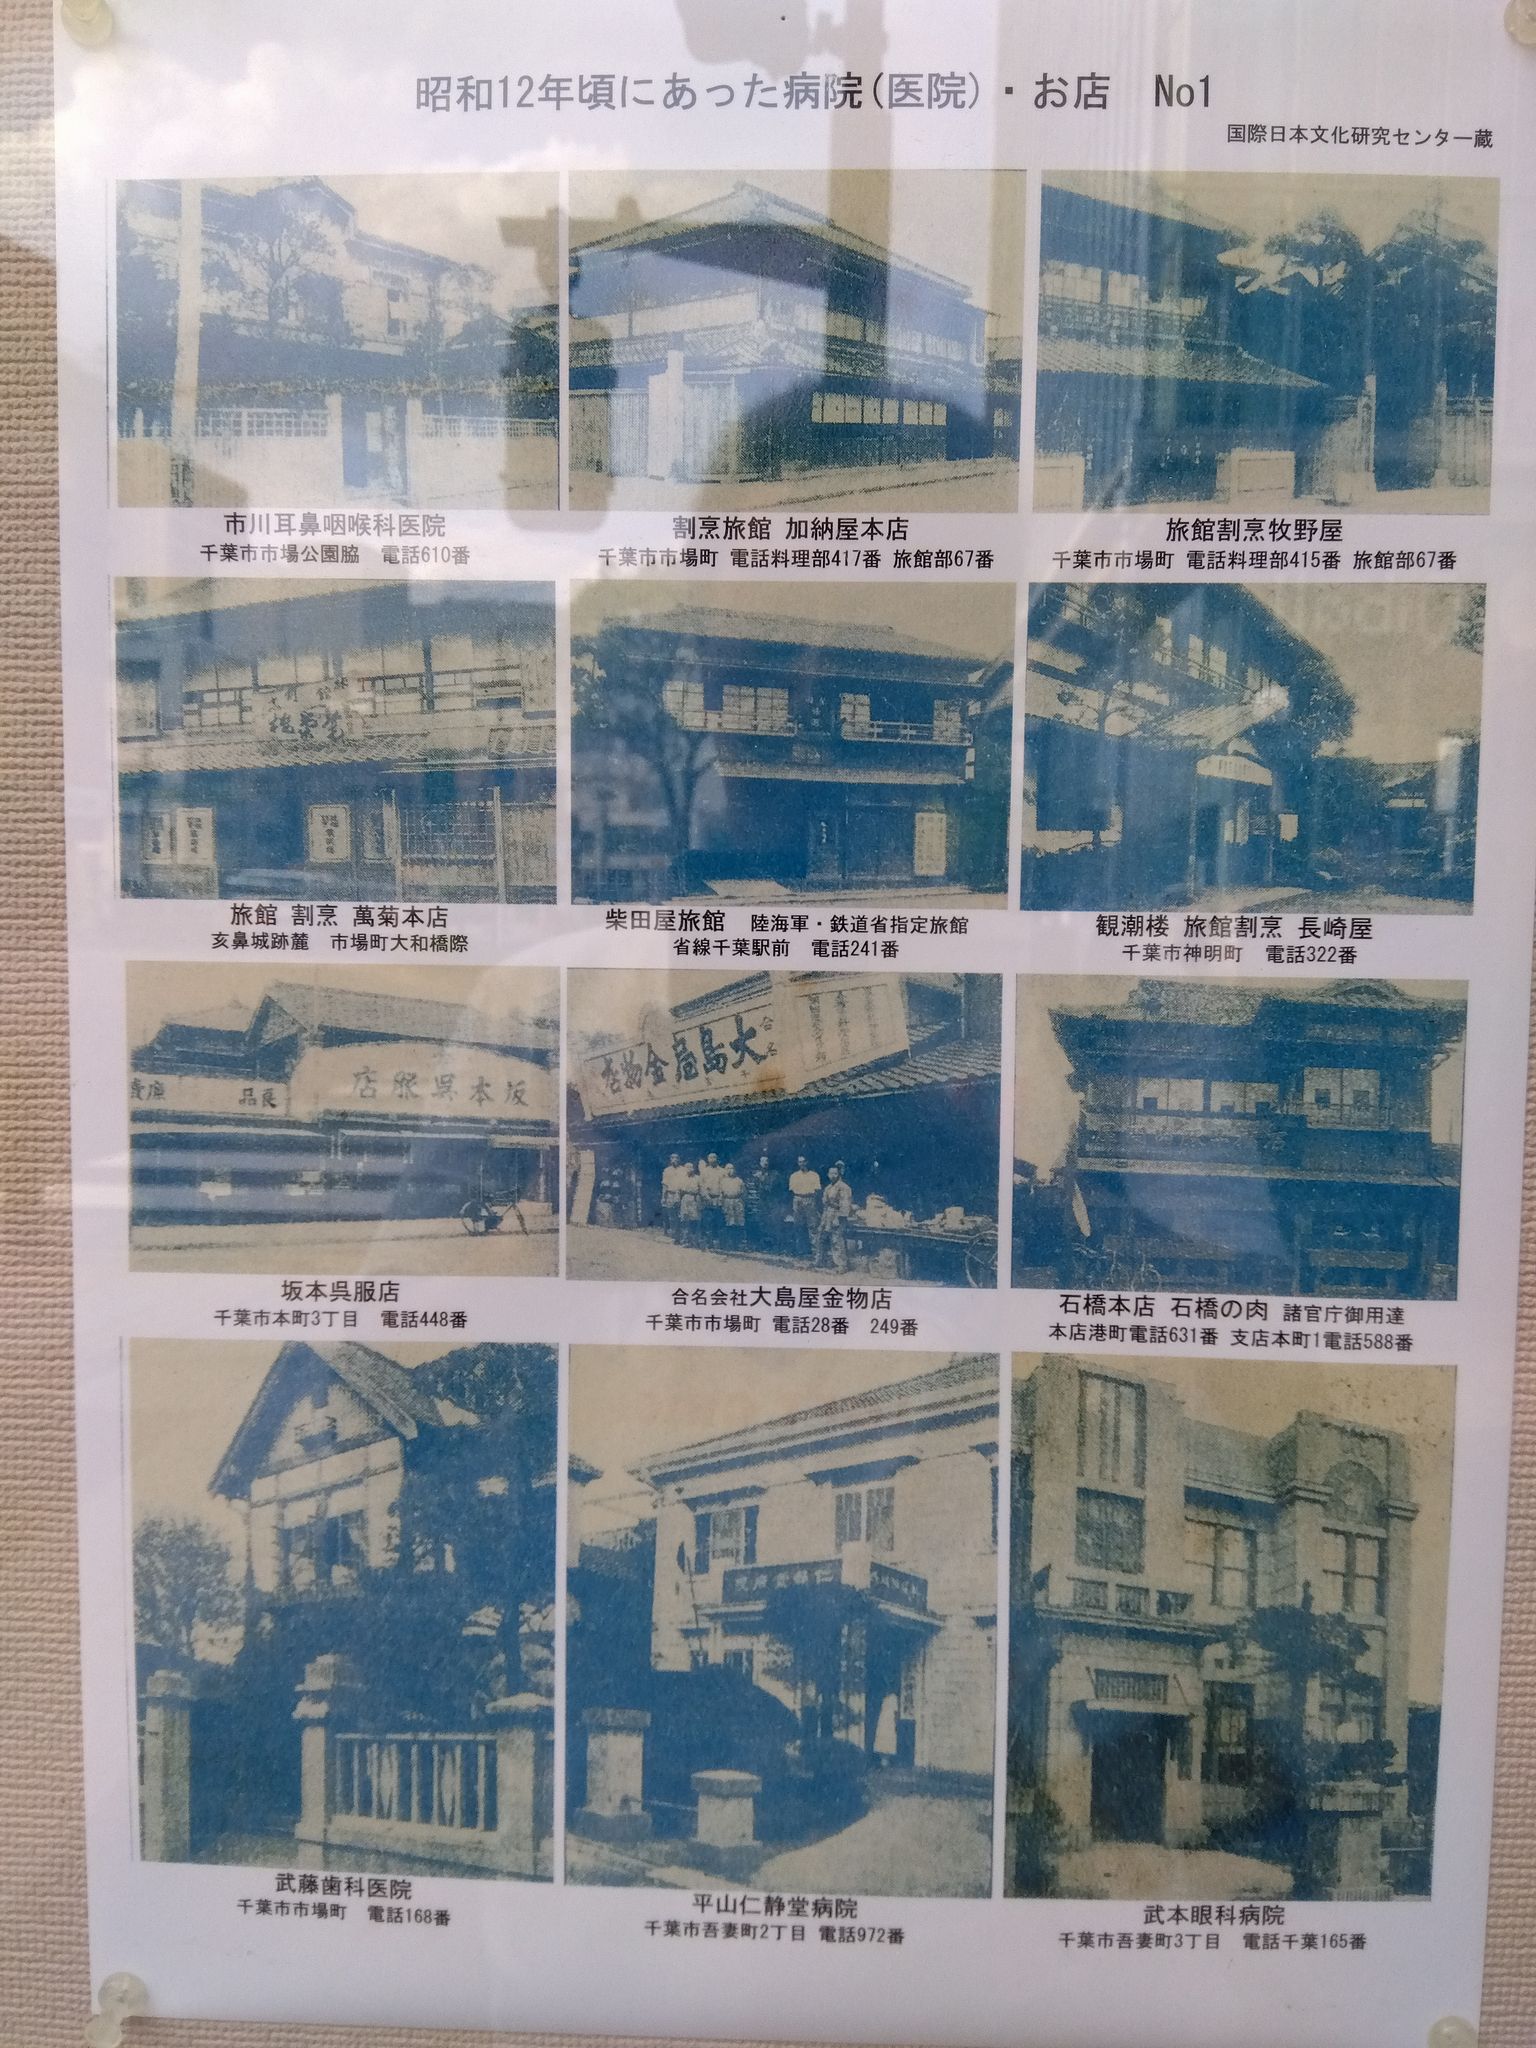 昭和12年頃にあった病院(医院)・お店　No1
国際日本文化研究センター蔵
市川耳鼻咽喉科医院
千葉市市場公園脇　電話610番
割烹旅館 加納屋本店
千葉市市場町 電話料理部417番 旅館部67番
旅館割烹牧野屋
千葉市市場町 電話料理部415番 旅館部67番
旅館 割烹 萬菊本店
亥鼻城跡麓　市場町大和橋際
柴田屋旅館　陸海軍・鉄道省指定旅館
省線千葉駅前　電話241番
観潮楼 旅館割烹 長崎屋
千葉市神明町　電話322番
店服呉本坂
品良
坂本呉服店
千葉市本町3丁目　電話448番
合名
店物金屋島大
合名会社大島屋金物店
千葉市市場町 電話28番　249番
石橋本店 石橋の肉 諸官庁御用達
本店港町電話631番 支店本町1電話588番
武藤歯科医院
千葉市市場町　電話168番
平山仁静堂病院
千葉市吾妻町2丁目 電話972番
武本眼科病院
千葉市吾妻町3丁目　電話千葉165番